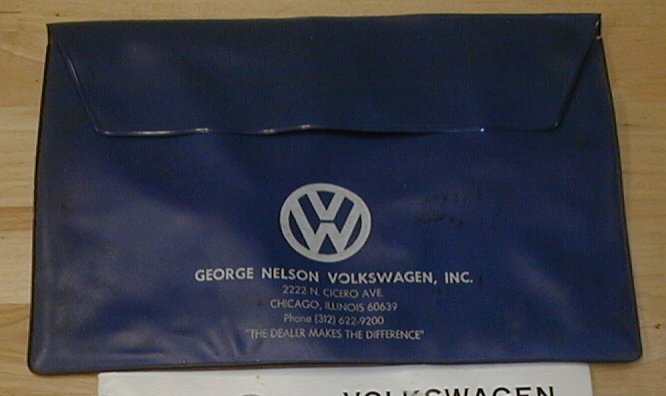 GEORGE NELSON VOLKSWAGEN, INC.
2222 N. CICERO AVE.
CHICAGO, ILLINOIS 60639
Phone (312) 622-9200
"THE DEALER MAKES THE DIFFERENCE"
VOLKSWAGEN